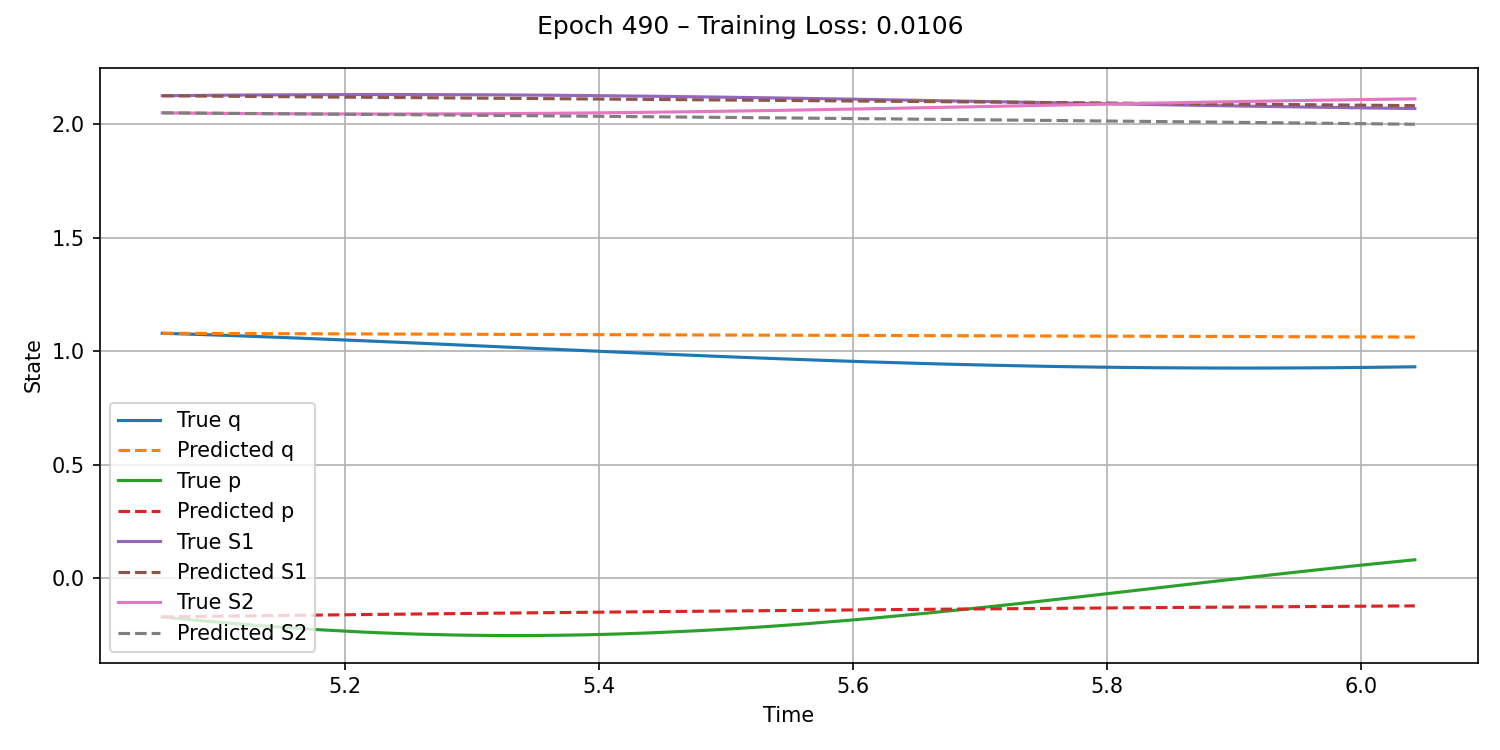 Epoch 490 – Training Loss: 0.0106
State
2.0
1.5
1.0
0.5
0.0
True q
Predicted q
True p
Predicted p
True S1
Predicted S1
True S2
Predicted S2
5.2 5.4 5.6 5.8 6.0
Time